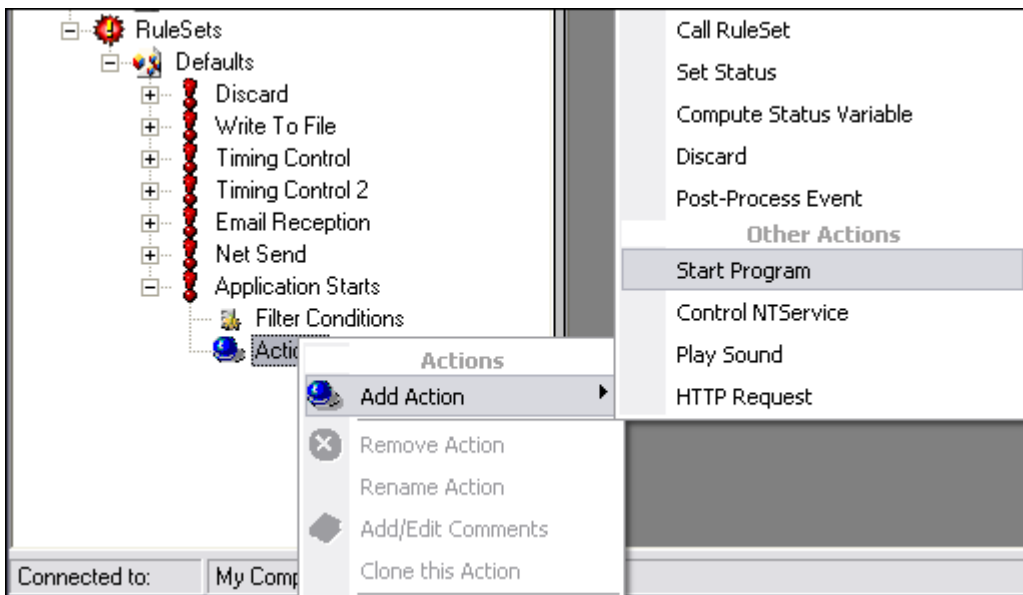 RuleSets
Defaults
Discard
Write To File
Timing Control
Timing Control 2
Email Reception
Net Send
Application Starts
Filter Conditions
Actions
Add Action
Remove Action
Rename Action
Add/Edit Comments
Clone this Action
Call RuleSet
Set Status
Compute Status Variable
Discard
Post-Process Event
Other Actions
Start Program
Control NTService
Play Sound
HTTP Request
Connected to:
My Comp